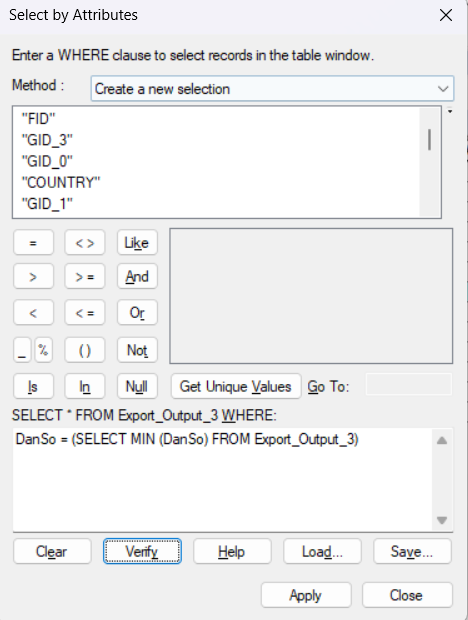 Select by Attributes
Enter a WHERE clause to select records in the table window.
Method : Create a new selection
"FID"
"GID_3"
"GID_0"
"COUNTRY"
"GID_1"
= < > Like
> > = And
< < = Or
_ % ( ) Not
Is In Null Get Unique Values Go To:
SELECT * FROM Export_Output_3 WHERE:
DanSo = (SELECT MIN (DanSo) FROM Export_Output_3)
Clear Verify Help Load... Save...
Apply Close